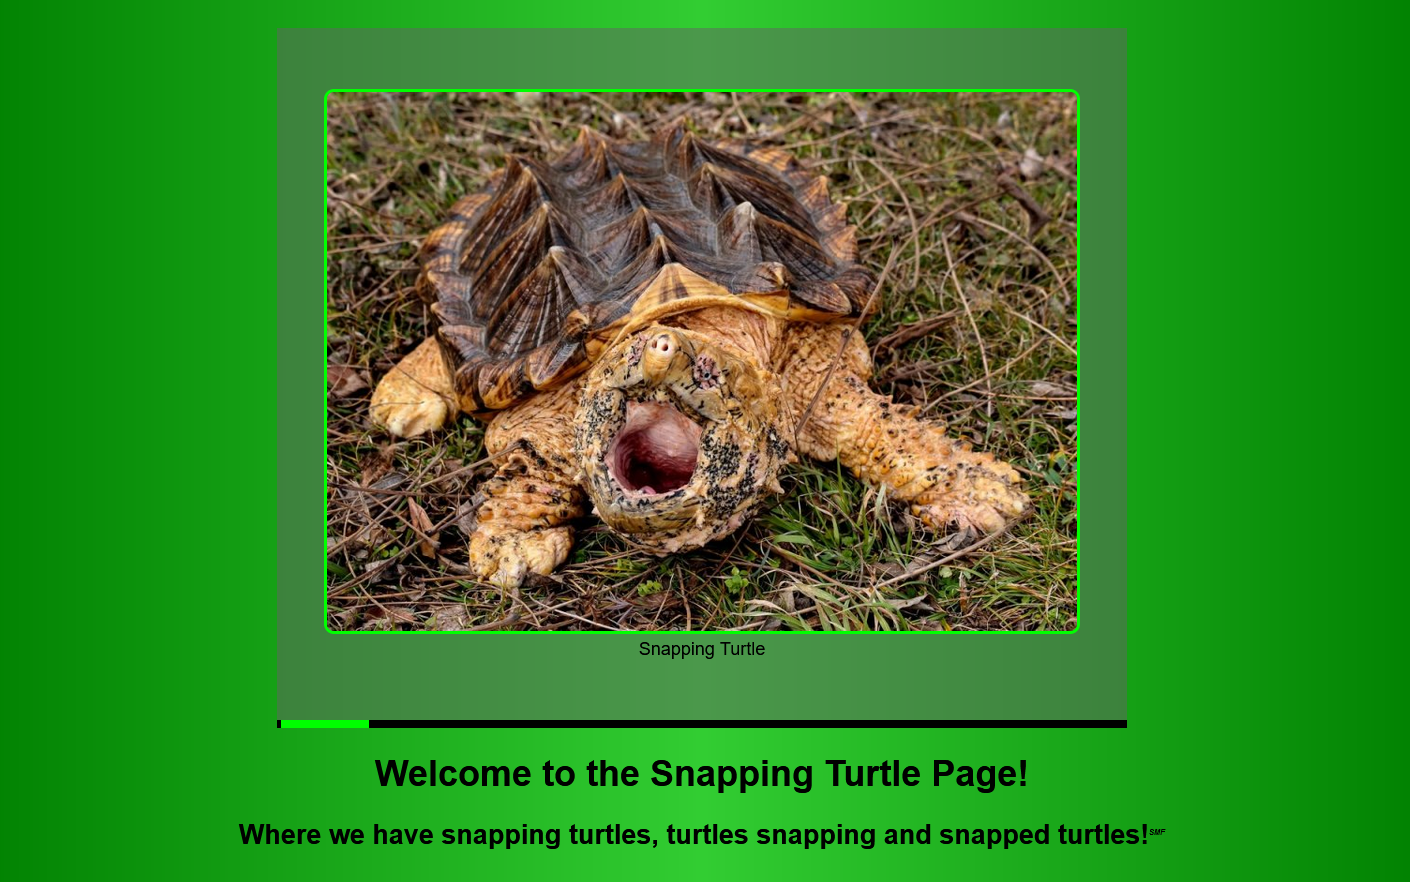 Snapping Turtle
Welcome to the Snapping Turtle Page!
Where we have snapping turtles, turtles snapping and snapped turtles!SMF